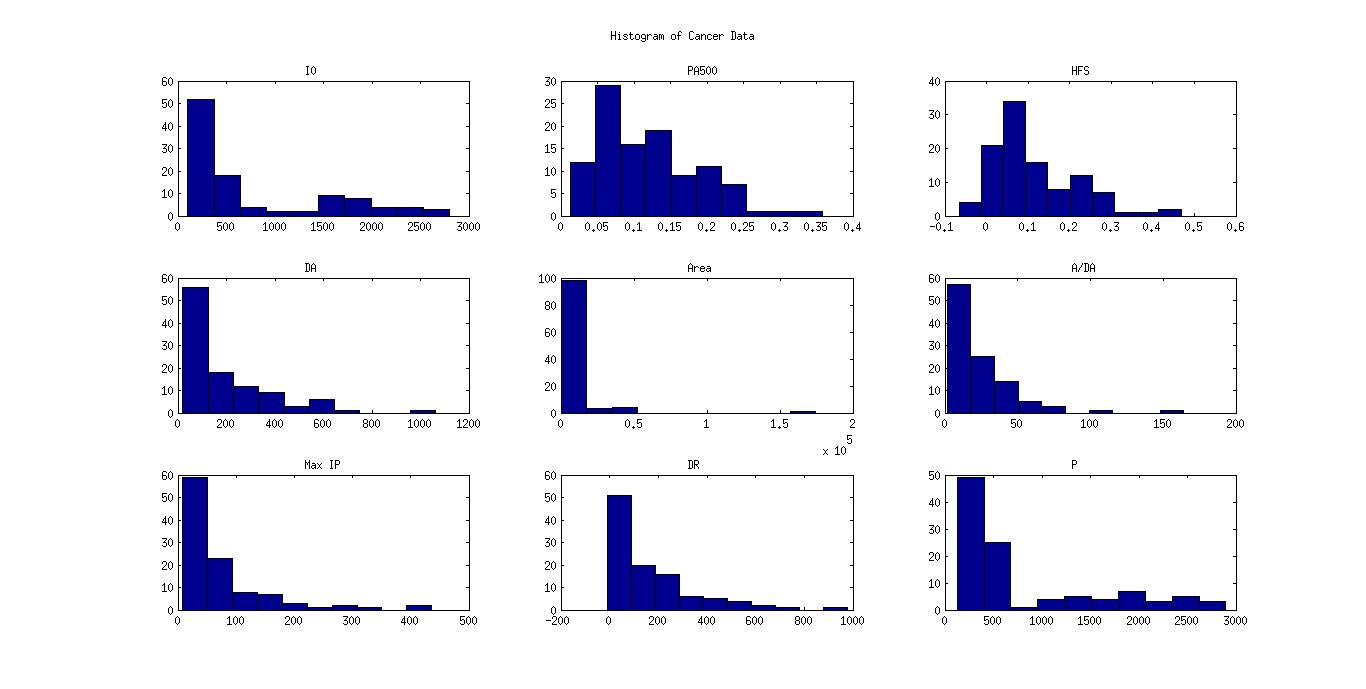 Histogram of Cancer Data
I0 PA500 HFS
60 50 40 30 20 10 0
0 500 1000 1500 2000 2500 3000
30 25 20 15 10 5 0
0 0.05 0.1 0.15 0.2 0.25 0.3 0.35 0.4
40 30 20 10 0
-0.1 0 0.1 0.2 0.3 0.4 0.5 0.6
DA Area A/DA
60 50 40 30 20 10 0
0 200 400 600 800 1000 1200
100 80 60 40 20 0
0 0.5 1 1.5 2
x 10 5
60 50 40 30 20 10 0
0 50 100 150 200
Max IP DR P
60 50 40 30 20 10 0
0 100 200 300 400 500
60 50 40 30 20 10 0
-200 0 200 400 600 800 1000
50 40 30 20 10 0
0 500 1000 1500 2000 2500 3000